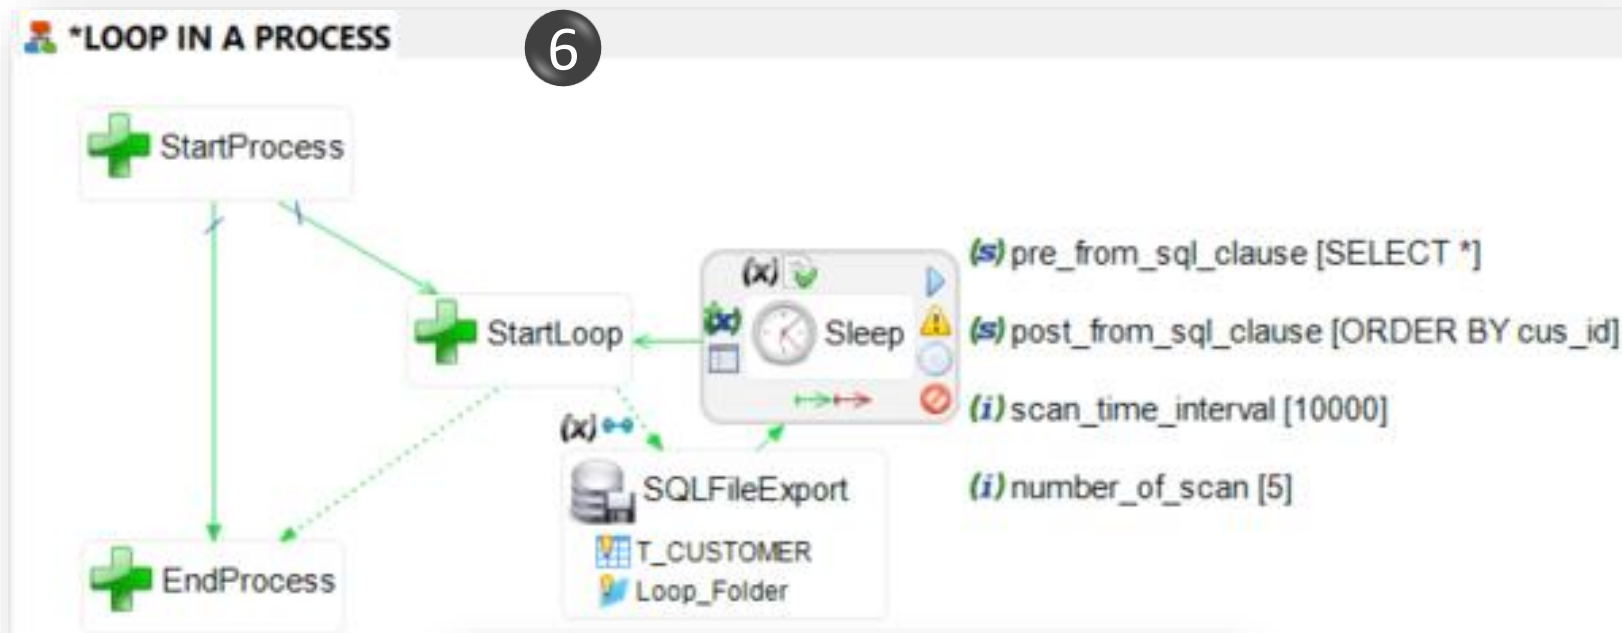 *LOOP IN A PROCESS
6
StartProcess
(s) pre_from_sql_clause [SELECT *]
(x)
StartLoop
(x)
Sleep
(s) post_from_sql_clause [ORDER BY cus_id]
(i) scan_time_interval [10000]
(x)
SQLFileExport
(i) number_of_scan [5]
T_CUSTOMER
Loop_Folder
EndProcess